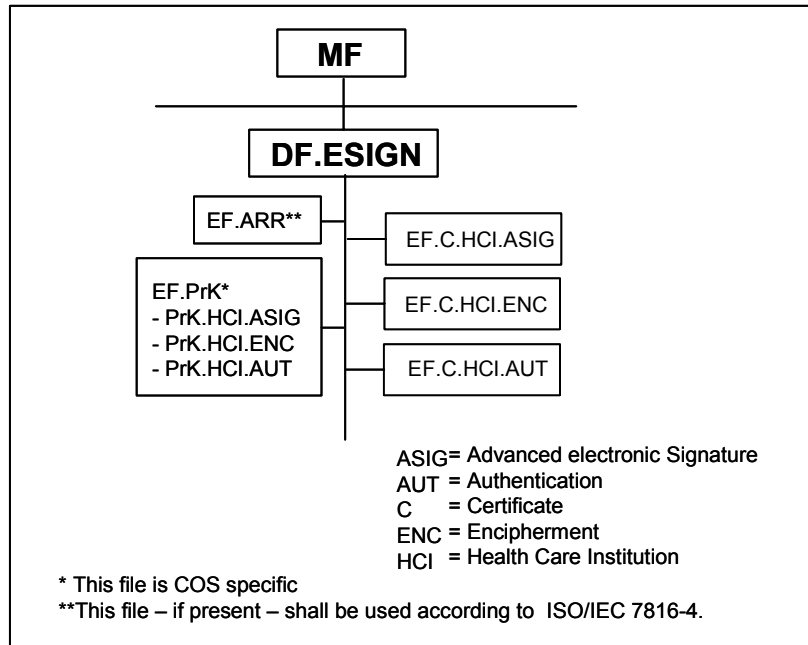 MF
DF.ESIGN
EF.ARR**
EF.C.HCI.ASIG
EF.PrK*
- PrK.HCI.ASIG
- PrK.HCI.ENC
- PrK.HCI.AUT
EF.C.HCI.ENC
EF.C.HCI.AUT
ASIG= Advanced electronic Signature
AUT = Authentication
C = Certificate
ENC = Encipherment
HCI = Health Care Institution
* This file is COS specific
**This file – if present – shall be used according to ISO/IEC 7816-4.